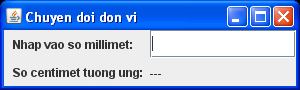 Chuyen doi don vi
Nhap vao so millimet:
So centimet tuong ung: ---